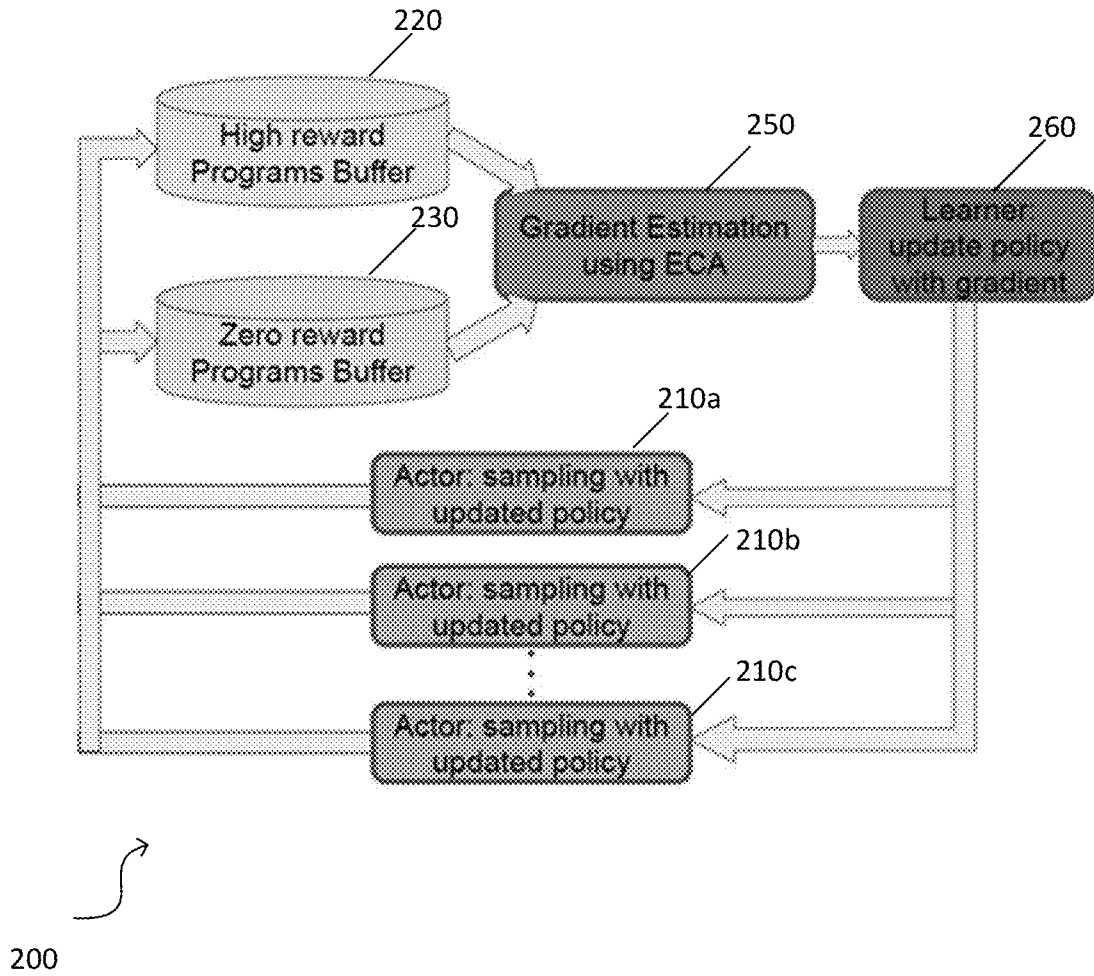 220
High reward
Programs Buffer
250
260
Gradient Estimation
using ECA
Learner:
update policy
with gradient
230
Zero reward
Programs Buffer
210a
Actor: sampling with
updated policy
210b
Actor: sampling with
updated policy
210c
Actor: sampling with
updated policy
200